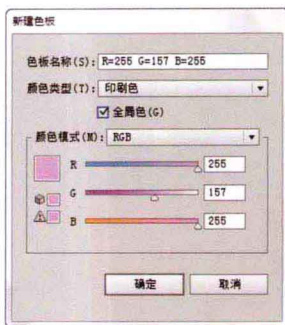 新建色板
色板名称(S): R=255 G=157 B=255
颜色类型(T): 印刷色
全局色(G)
颜色模式(M): RGB
R 255
G 157
B 255
确定 取消